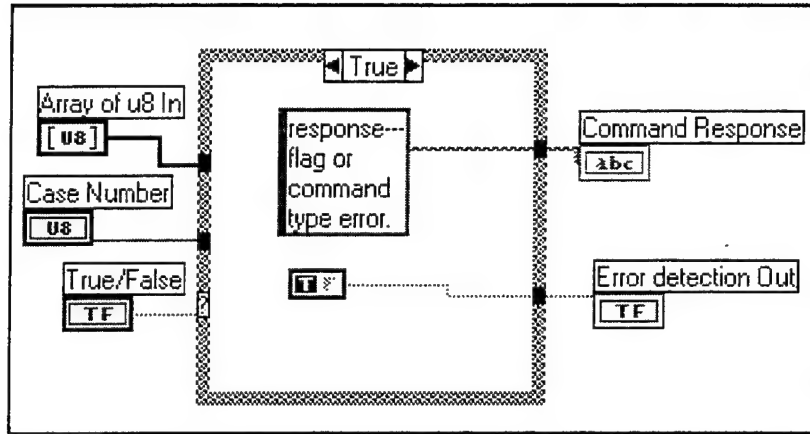 True
Array of u8 In
[U8]
Case Number
U8
True/False
TF
?
response---
flag or
command
type error.
T F
Command Response
abc
Error detection Out
TF